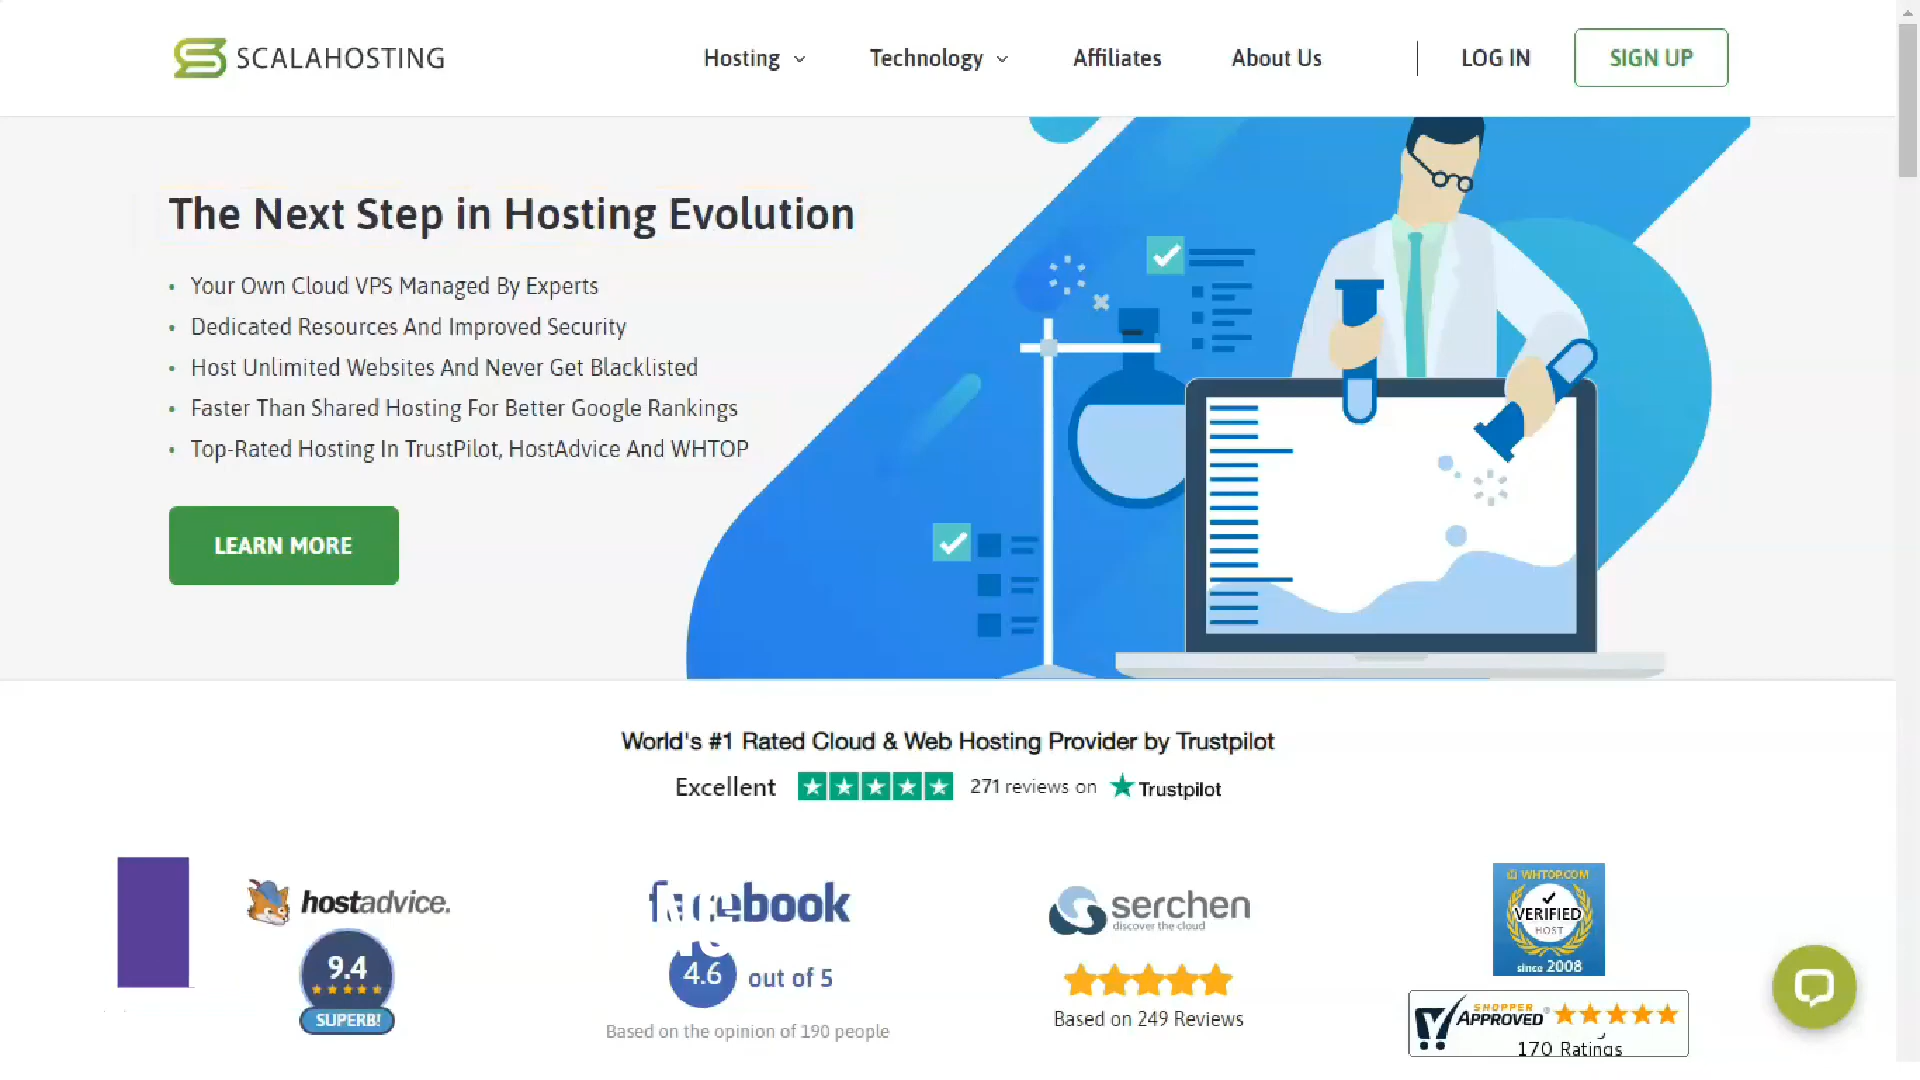 SCALAHOSTING
Hosting
Technology
Affiliates
About Us
LOG IN
SIGN UP
The Next Step in Hosting Evolution
• Your Own Cloud VPS Managed By Experts
• Dedicated Resources And Improved Security
• Host Unlimited Websites And Never Get Blacklisted
• Faster Than Shared Hosting For Better Google Rankings
• Top-Rated Hosting In TrustPilot, HostAdvice And WHTOP
LEARN MORE
World's #1 Rated Cloud & Web Hosting Provider by Trustpilot
Excellent 271 reviews on Trustpilot
hostadvice.
9.4
SUPERB!
facebook
4.6 out of 5
Based on the opinion of 190 people
serchen
discover the cloud
Based on 249 Reviews
WHTOP.COM
VERIFIED
HOST
since 2008
SHOPPER
APPROVED
170 Ratings